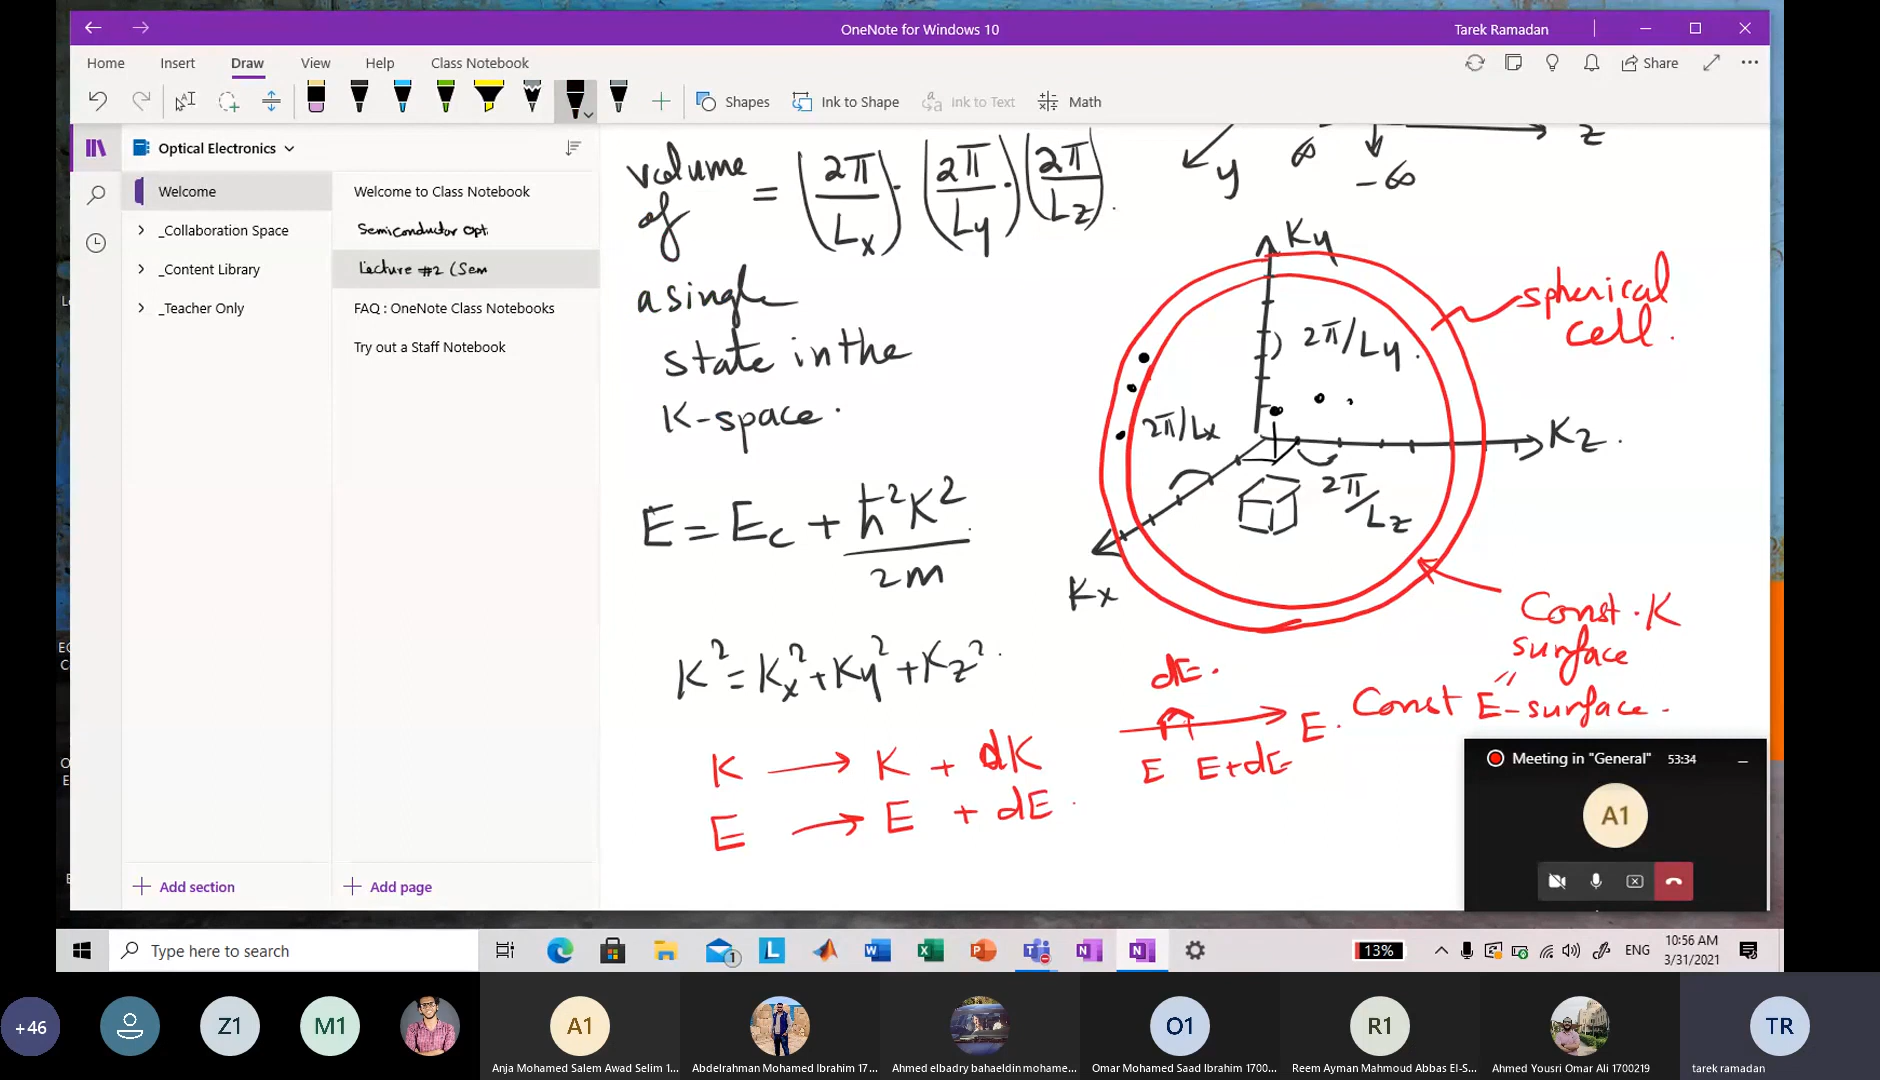 OneNote for Windows 10
Tarek Ramadan
Home Insert Draw View Help Class Notebook
Share
Shapes Ink to Shape Ink to Text Math
Optical Electronics
Welcome
_Collaboration Space
_Content Library
_Teacher Only
Welcome to Class Notebook
Semiconductor Opt.
Lecture #2 (Sem
FAQ : OneNote Class Notebooks
Try out a Staff Notebook
Add section
Add page
volume of a single state in the K-space. = (2π/Lx) · (2π/Ly) · (2π/Lz).
E = Ec + ħ²K²/2m
K² = Kx² + Ky² + Kz².
K → K + dK
E → E + dE.
z
y
∞
-∞
Ky
Kz.
Kx
2π/Ly.
2π/Lx
2π/Lz
spherical
cell.
Const. K
surface
"
Const E-surface.
dE.
E.
E E+dE
Meeting in "General" 53:34
A1
Type here to search
1
13%
ENG
10:56 AM
3/31/2021
+46
Z1
M1
A1
O1
R1
TR
Anja Mohamed Salem Awad Selim 1...
Abdelrahman Mohamed Ibrahim 17...
Ahmed elbadry bahaeldin mohame...
Omar Mohamed Saad Ibrahim 1700...
Reem Ayman Mahmoud Abbas El-S...
Ahmed Yousri Omar Ali 1700219
tarek ramadan